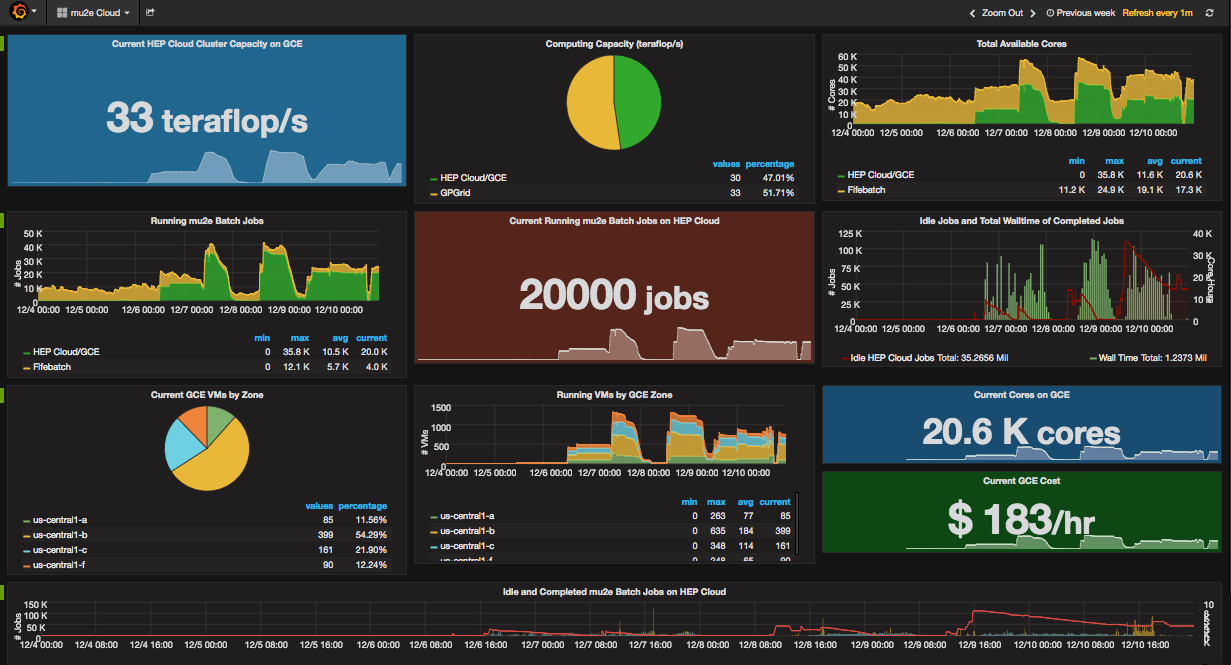 mu2e Cloud
Zoom Out
Previous week
Refresh every 1m
Current HEP Cloud Cluster Capacity on GCE
33 teraflop/s
Computing Capacity (teraflop/s)
values percentage
HEP Cloud/GCE 30 47.01%
GPGrid 33 51.71%
Total Available Cores
60 K
50 K
40 K
30 K
20 K
10 K
0
# Cores
12/4 00:00 12/5 00:00 12/6 00:00 12/7 00:00 12/8 00:00 12/9 00:00 12/10 00:00
min max avg current
HEP Cloud/GCE 0 35.8 K 11.6 K 20.6 K
Fifebatch 11.2 K 24.9 K 19.1 K 17.3 K
Running mu2e Batch Jobs
50 K
40 K
30 K
20 K
10 K
0
# Jobs
12/4 00:00 12/5 00:00 12/6 00:00 12/7 00:00 12/8 00:00 12/9 00:00 12/10 00:00
min max avg current
HEP Cloud/GCE 0 35.8 K 10.5 K 20.0 K
Fifebatch 0 12.1 K 5.7 K 4.0 K
Current Running mu2e Batch Jobs on HEP Cloud
20000 jobs
Idle Jobs and Total Walltime of Completed Jobs
125 K
100 K
75 K
50 K
25 K
0
# Jobs
40 K
30 K
20 K
10 K
0
12/4 00:00 12/5 00:00 12/6 00:00 12/7 00:00 12/8 00:00 12/9 00:00 12/10 00:00
Idle HEP Cloud Jobs Total: 35.2656 Mil
Wall Time Total: 1.2373 Mil
Current GCE VMs by Zone
values percentage
us-central1-a 85 11.56%
us-central1-b 399 54.29%
us-central1-c 161 21.90%
us-central1-f 90 12.24%
Running VMs by GCE Zone
1500
1000
500
0
# VMs
12/4 00:00 12/5 00:00 12/6 00:00 12/7 00:00 12/8 00:00 12/9 00:00 12/10 00:00
min max avg current
us-central1-a 0 263 77 85
us-central1-b 0 635 184 399
us-central1-c 0 348 114 161
us-central1-f 0 248 65 90
Current Cores on GCE
20.6 K cores
Current GCE Cost
$ 183/hr
Idle and Completed mu2e Batch Jobs on HEP Cloud
150 K
100 K
50 K
0
# Jobs
12/4 00:00 12/4 08:00 12/4 16:00 12/5 00:00 12/5 08:00 12/5 16:00 12/6 00:00 12/6 08:00 12/6 16:00 12/7 00:00 12/7 08:00 12/7 16:00 12/8 00:00 12/8 08:00 12/8 16:00 12/9 00:00 12/9 08:00 12/9 16:00 12/10 00:00 12/10 08:00 12/10 16:00